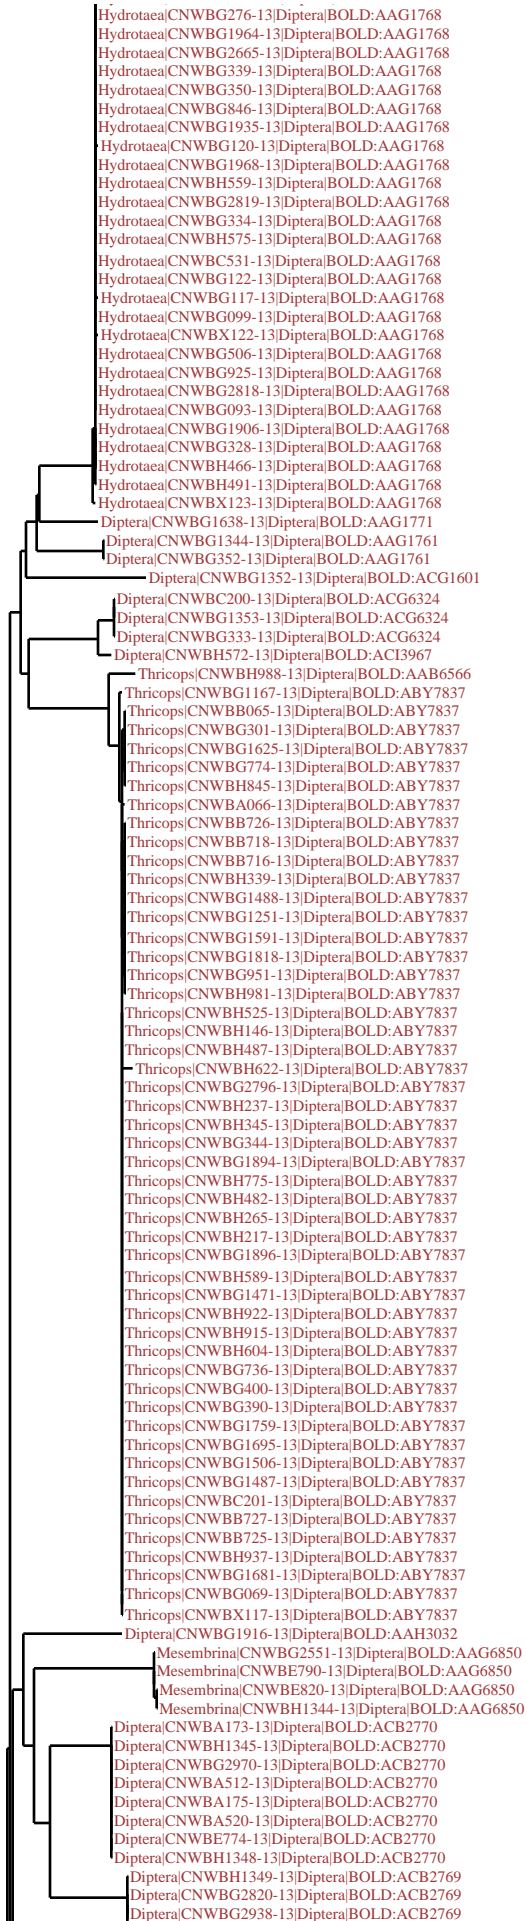 Hydrotaea|CNWBG276-13|Diptera|BOLD:AAG1768
Hydrotaea|CNWBG1964-13|Diptera|BOLD:AAG1768
Hydrotaea|CNWBG2665-13|Diptera|BOLD:AAG1768
Hydrotaea|CNWBG339-13|Diptera|BOLD:AAG1768
Hydrotaea|CNWBG350-13|Diptera|BOLD:AAG1768
Hydrotaea|CNWBG846-13|Diptera|BOLD:AAG1768
Hydrotaea|CNWBG1935-13|Diptera|BOLD:AAG1768
Hydrotaea|CNWBG120-13|Diptera|BOLD:AAG1768
Hydrotaea|CNWBG1968-13|Diptera|BOLD:AAG1768
Hydrotaea|CNWBH559-13|Diptera|BOLD:AAG1768
Hydrotaea|CNWBG2819-13|Diptera|BOLD:AAG1768
Hydrotaea|CNWBG334-13|Diptera|BOLD:AAG1768
Hydrotaea|CNWBH575-13|Diptera|BOLD:AAG1768
Hydrotaea|CNWBC531-13|Diptera|BOLD:AAG1768
Hydrotaea|CNWBG122-13|Diptera|BOLD:AAG1768
Hydrotaea|CNWBG117-13|Diptera|BOLD:AAG1768
Hydrotaea|CNWBG099-13|Diptera|BOLD:AAG1768
Hydrotaea|CNWBX122-13|Diptera|BOLD:AAG1768
Hydrotaea|CNWBG506-13|Diptera|BOLD:AAG1768
Hydrotaea|CNWBG925-13|Diptera|BOLD:AAG1768
Hydrotaea|CNWBG2818-13|Diptera|BOLD:AAG1768
Hydrotaea|CNWBG093-13|Diptera|BOLD:AAG1768
Hydrotaea|CNWBG1906-13|Diptera|BOLD:AAG1768
Hydrotaea|CNWBG328-13|Diptera|BOLD:AAG1768
Hydrotaea|CNWBH466-13|Diptera|BOLD:AAG1768
Hydrotaea|CNWBH491-13|Diptera|BOLD:AAG1768
Hydrotaea|CNWBX123-13|Diptera|BOLD:AAG1768
Diptera|CNWBG1638-13|Diptera|BOLD:AAG1771
Diptera|CNWBG1344-13|Diptera|BOLD:AAG1761
Diptera|CNWBG352-13|Diptera|BOLD:AAG1761
Diptera|CNWBG1352-13|Diptera|BOLD:ACG1601
Diptera|CNWBC200-13|Diptera|BOLD:ACG6324
Diptera|CNWBG1353-13|Diptera|BOLD:ACG6324
Diptera|CNWBG333-13|Diptera|BOLD:ACG6324
Diptera|CNWBH572-13|Diptera|BOLD:ACI3967
Thricops|CNWBH988-13|Diptera|BOLD:AAB6566
Thricops|CNWBG1167-13|Diptera|BOLD:ABY7837
Thricops|CNWBB065-13|Diptera|BOLD:ABY7837
Thricops|CNWBG301-13|Diptera|BOLD:ABY7837
Thricops|CNWBG1625-13|Diptera|BOLD:ABY7837
Thricops|CNWBG774-13|Diptera|BOLD:ABY7837
Thricops|CNWBH845-13|Diptera|BOLD:ABY7837
Thricops|CNWBA066-13|Diptera|BOLD:ABY7837
Thricops|CNWBB726-13|Diptera|BOLD:ABY7837
Thricops|CNWBB718-13|Diptera|BOLD:ABY7837
Thricops|CNWBB716-13|Diptera|BOLD:ABY7837
Thricops|CNWBH339-13|Diptera|BOLD:ABY7837
Thricops|CNWBG1488-13|Diptera|BOLD:ABY7837
Thricops|CNWBG1251-13|Diptera|BOLD:ABY7837
Thricops|CNWBG1591-13|Diptera|BOLD:ABY7837
Thricops|CNWBG1818-13|Diptera|BOLD:ABY7837
Thricops|CNWBG951-13|Diptera|BOLD:ABY7837
Thricops|CNWBH981-13|Diptera|BOLD:ABY7837
Thricops|CNWBH525-13|Diptera|BOLD:ABY7837
Thricops|CNWBH146-13|Diptera|BOLD:ABY7837
Thricops|CNWBH487-13|Diptera|BOLD:ABY7837
Thricops|CNWBH622-13|Diptera|BOLD:ABY7837
Thricops|CNWBG2796-13|Diptera|BOLD:ABY7837
Thricops|CNWBH237-13|Diptera|BOLD:ABY7837
Thricops|CNWBH345-13|Diptera|BOLD:ABY7837
Thricops|CNWBG344-13|Diptera|BOLD:ABY7837
Thricops|CNWBG1894-13|Diptera|BOLD:ABY7837
Thricops|CNWBH775-13|Diptera|BOLD:ABY7837
Thricops|CNWBH482-13|Diptera|BOLD:ABY7837
Thricops|CNWBH265-13|Diptera|BOLD:ABY7837
Thricops|CNWBH217-13|Diptera|BOLD:ABY7837
Thricops|CNWBG1896-13|Diptera|BOLD:ABY7837
Thricops|CNWBH589-13|Diptera|BOLD:ABY7837
Thricops|CNWBG1471-13|Diptera|BOLD:ABY7837
Thricops|CNWBH922-13|Diptera|BOLD:ABY7837
Thricops|CNWBH915-13|Diptera|BOLD:ABY7837
Thricops|CNWBH604-13|Diptera|BOLD:ABY7837
Thricops|CNWBG736-13|Diptera|BOLD:ABY7837
Thricops|CNWBG400-13|Diptera|BOLD:ABY7837
Thricops|CNWBG390-13|Diptera|BOLD:ABY7837
Thricops|CNWBG1759-13|Diptera|BOLD:ABY7837
Thricops|CNWBG1695-13|Diptera|BOLD:ABY7837
Thricops|CNWBG1506-13|Diptera|BOLD:ABY7837
Thricops|CNWBG1487-13|Diptera|BOLD:ABY7837
Thricops|CNWBC201-13|Diptera|BOLD:ABY7837
Thricops|CNWBB727-13|Diptera|BOLD:ABY7837
Thricops|CNWBB725-13|Diptera|BOLD:ABY7837
Thricops|CNWBH937-13|Diptera|BOLD:ABY7837
Thricops|CNWBG1681-13|Diptera|BOLD:ABY7837
Thricops|CNWBG069-13|Diptera|BOLD:ABY7837
Thricops|CNWBX117-13|Diptera|BOLD:ABY7837
Diptera|CNWBG1916-13|Diptera|BOLD:AAH3032
Mesembrina|CNWBG2551-13|Diptera|BOLD:AAG6850
Mesembrina|CNWBE790-13|Diptera|BOLD:AAG6850
Mesembrina|CNWBE820-13|Diptera|BOLD:AAG6850
Mesembrina|CNWBH1344-13|Diptera|BOLD:AAG6850
Diptera|CNWBA173-13|Diptera|BOLD:ACB2770
Diptera|CNWBH1345-13|Diptera|BOLD:ACB2770
Diptera|CNWBG2970-13|Diptera|BOLD:ACB2770
Diptera|CNWBA512-13|Diptera|BOLD:ACB2770
Diptera|CNWBA175-13|Diptera|BOLD:ACB2770
Diptera|CNWBA520-13|Diptera|BOLD:ACB2770
Diptera|CNWBE774-13|Diptera|BOLD:ACB2770
Diptera|CNWBH1348-13|Diptera|BOLD:ACB2770
Diptera|CNWBH1349-13|Diptera|BOLD:ACB2769
Diptera|CNWBG2820-13|Diptera|BOLD:ACB2769
Diptera|CNWBG2938-13|Diptera|BOLD:ACB2769